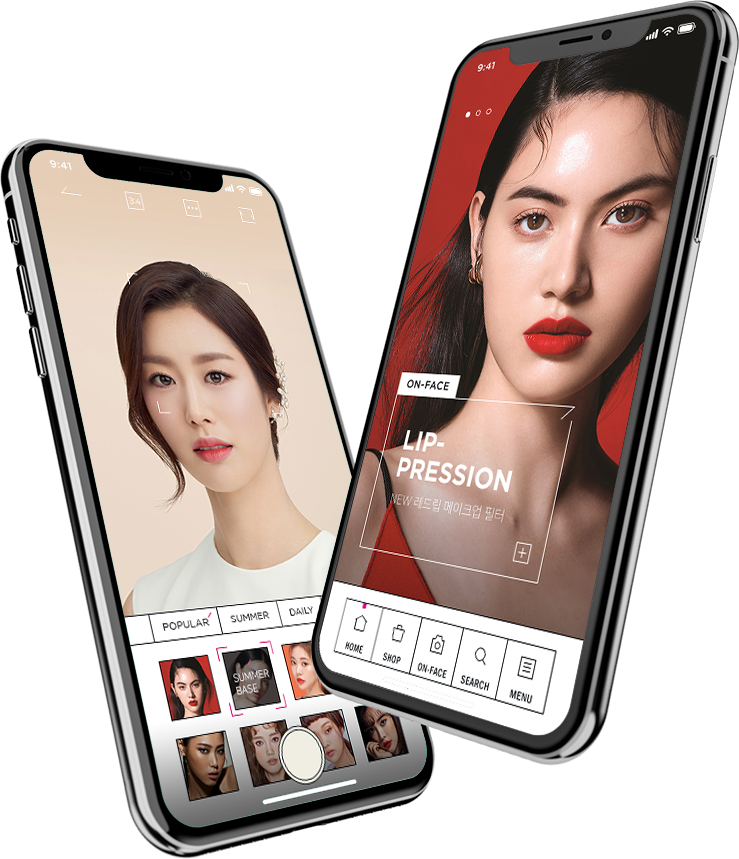 9:41
3:4
POPULAR
SUMMER
DAILY
SUMMER
BASE
9:41
ON-FACE
LIP-
PRESSION
NEW 레드립 메이크업 필터
HOME
SHOP
ON-FACE
SEARCH
MENU